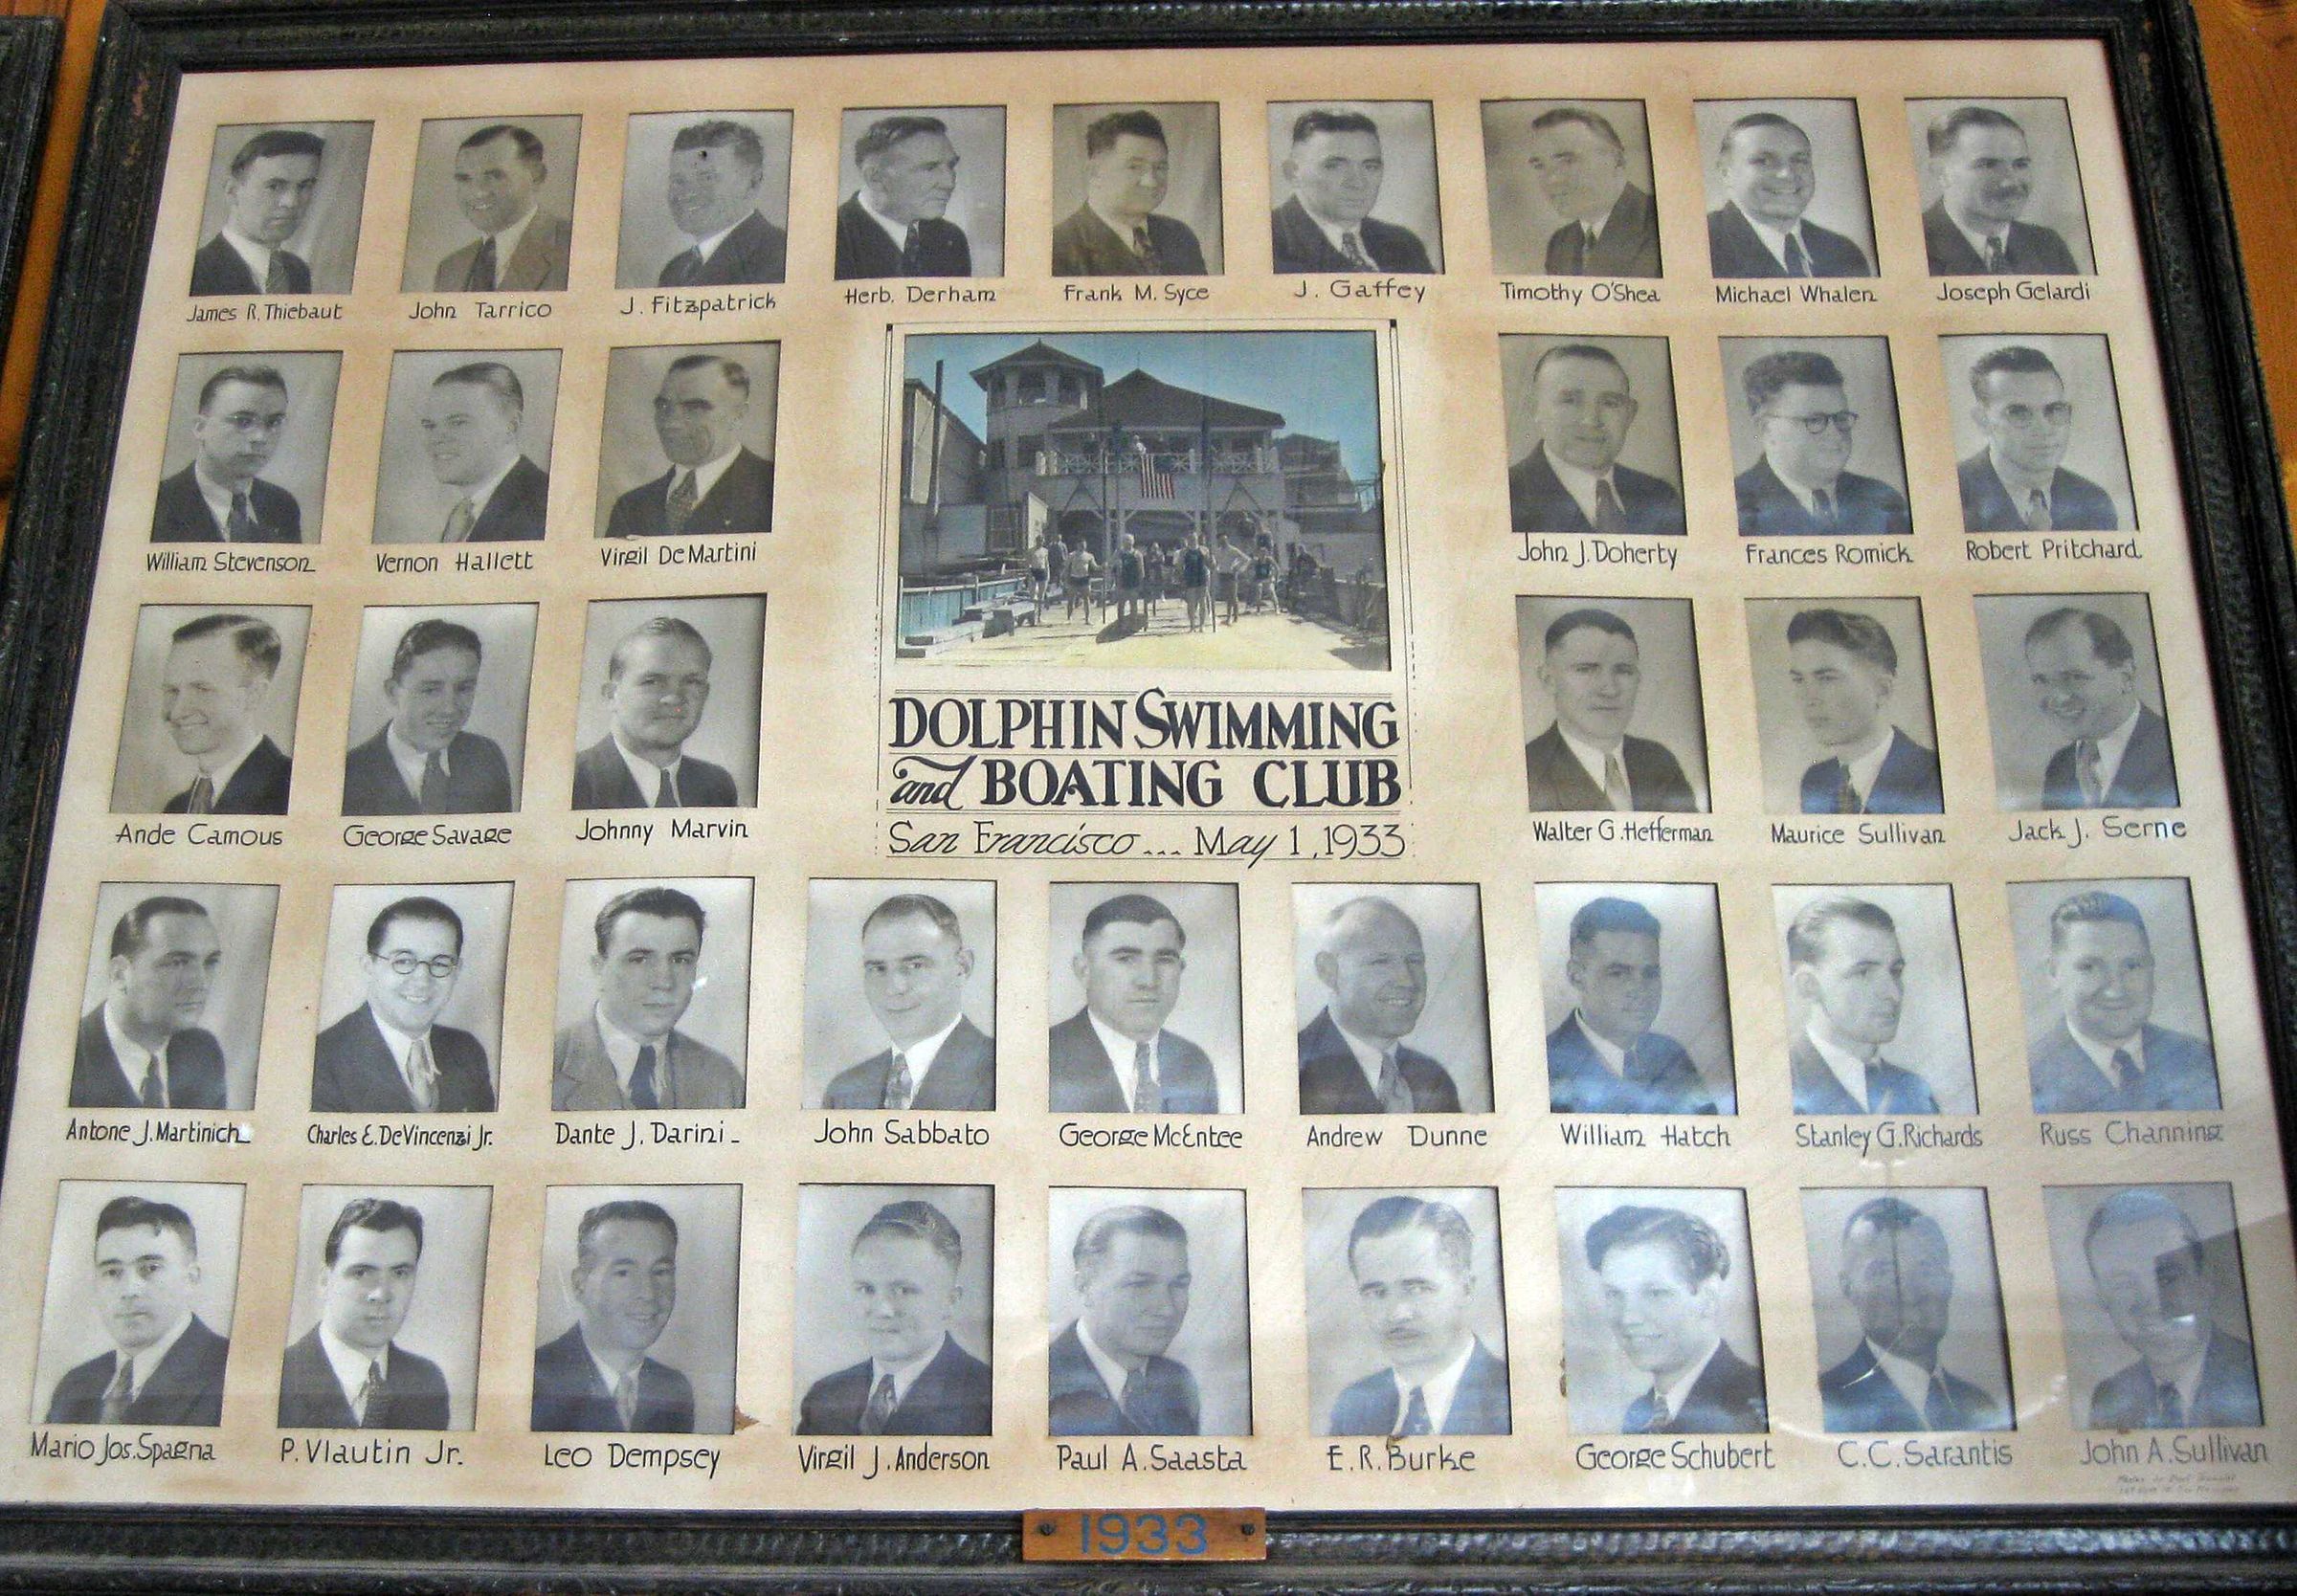 James R. Thiebaut
John Tarrico
J. Fitzpatrick
Herb. Derham
Frank M. Syce
J. Gaffey
Timothy O'Shea
Michael Whalen
Joseph Gelardi
William Stevenson
Vernon Hallett
Virgil DeMartini
John J. Doherty
Frances Romick
Robert Pritchard
Ande Camous
George Savage
Johnny Marvin
DOLPHIN SWIMMING
and BOATING CLUB
San Francisco... May 1, 1933
Walter G. Hefferman
Maurice Sullivan
Jack J. Serne
Antone J. Martinich
Charles E. DeVincenzi Jr.
Dante J. Darini
John Sabbato
George McEntee
Andrew Dunne
William Hatch
Stanley G. Richards
Russ Channing
Mario Jos. Spagna
P. Vlautin Jr.
Leo Dempsey
Virgil J. Anderson
Paul A. Saasta
E. R. Burke
George Schubert
C. C. Sarantis
John A. Sullivan
1933